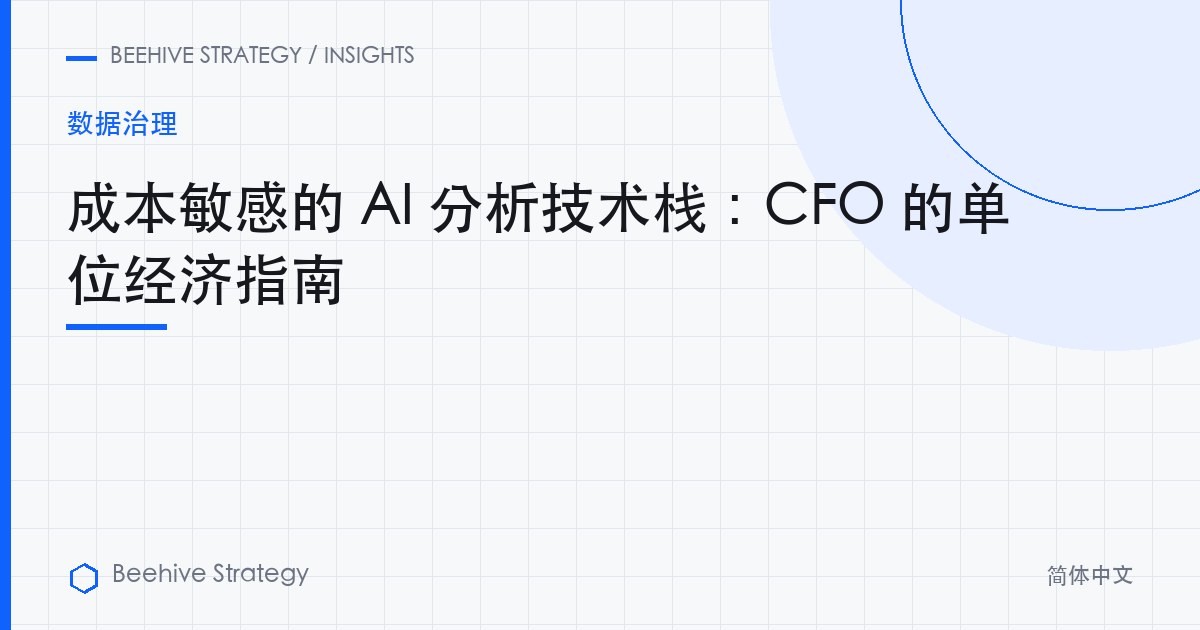 BEEHIVE STRATEGY / INSIGHTS
数据治理
成本敏感的 AI 分析技术栈：CFO 的单
位经济指南
Beehive Strategy
简体中文